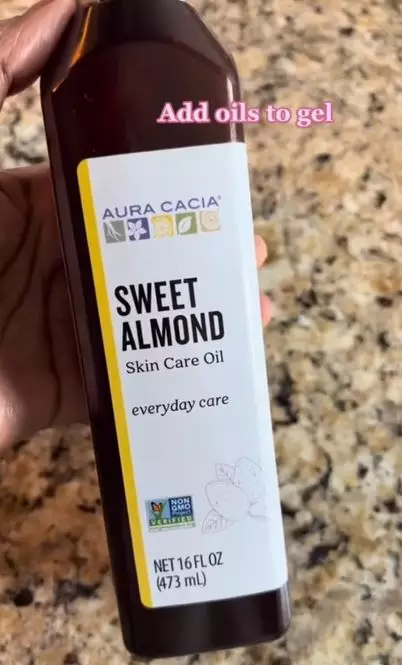 Add oils to gel
AURA CACIA®
SWEET
ALMOND
Skin Care Oil
everyday care
NON
GMO
Project
VERIFIED
NET 16 FL OZ
(473 mL)